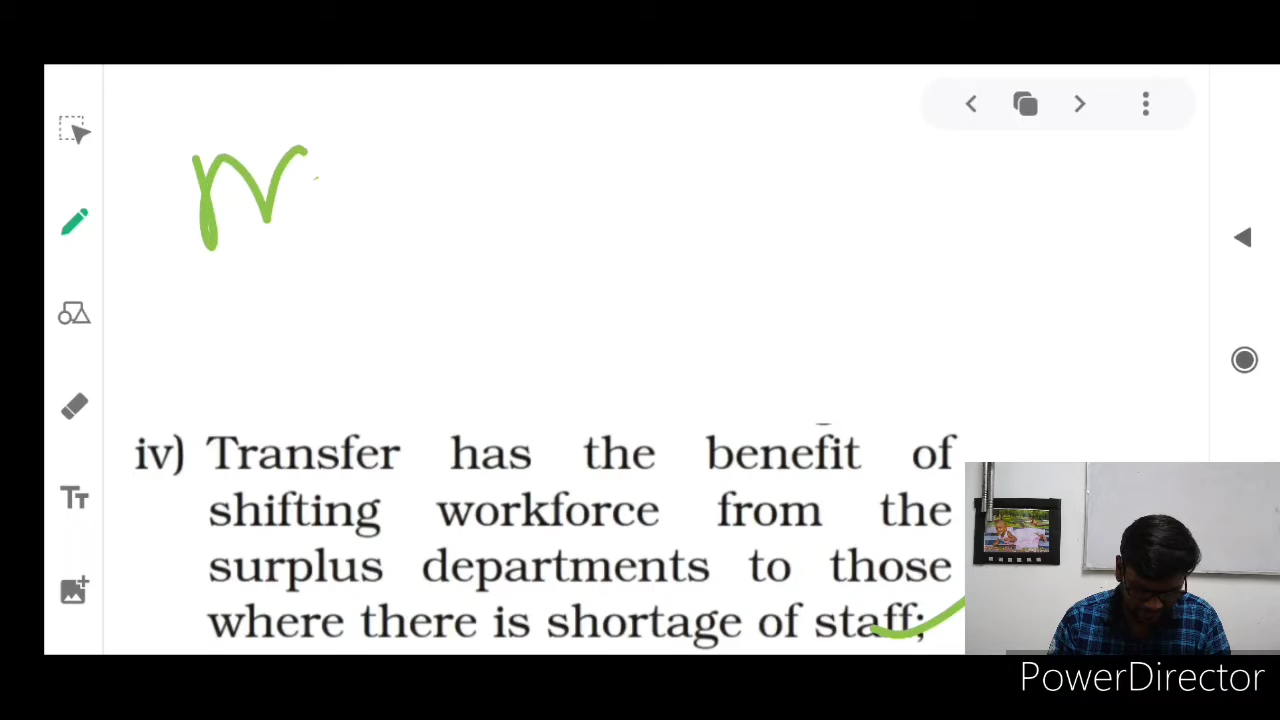 iv) Transfer has the benefit of
shifting workforce from the
surplus departments to those
where there is shortage of staff;
TT
PowerDirector